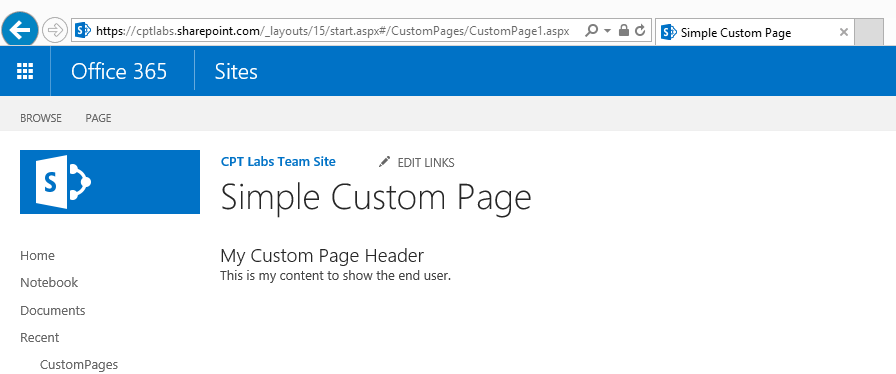 https://cptlabs.sharepoint.com/_layouts/15/start.aspx#/CustomPages/CustomPage1.aspx
Simple Custom Page
Office 365
Sites
BROWSE
PAGE
S
CPT Labs Team Site
EDIT LINKS
Simple Custom Page
Home
Notebook
Documents
Recent
CustomPages
My Custom Page Header
This is my content to show the end user.